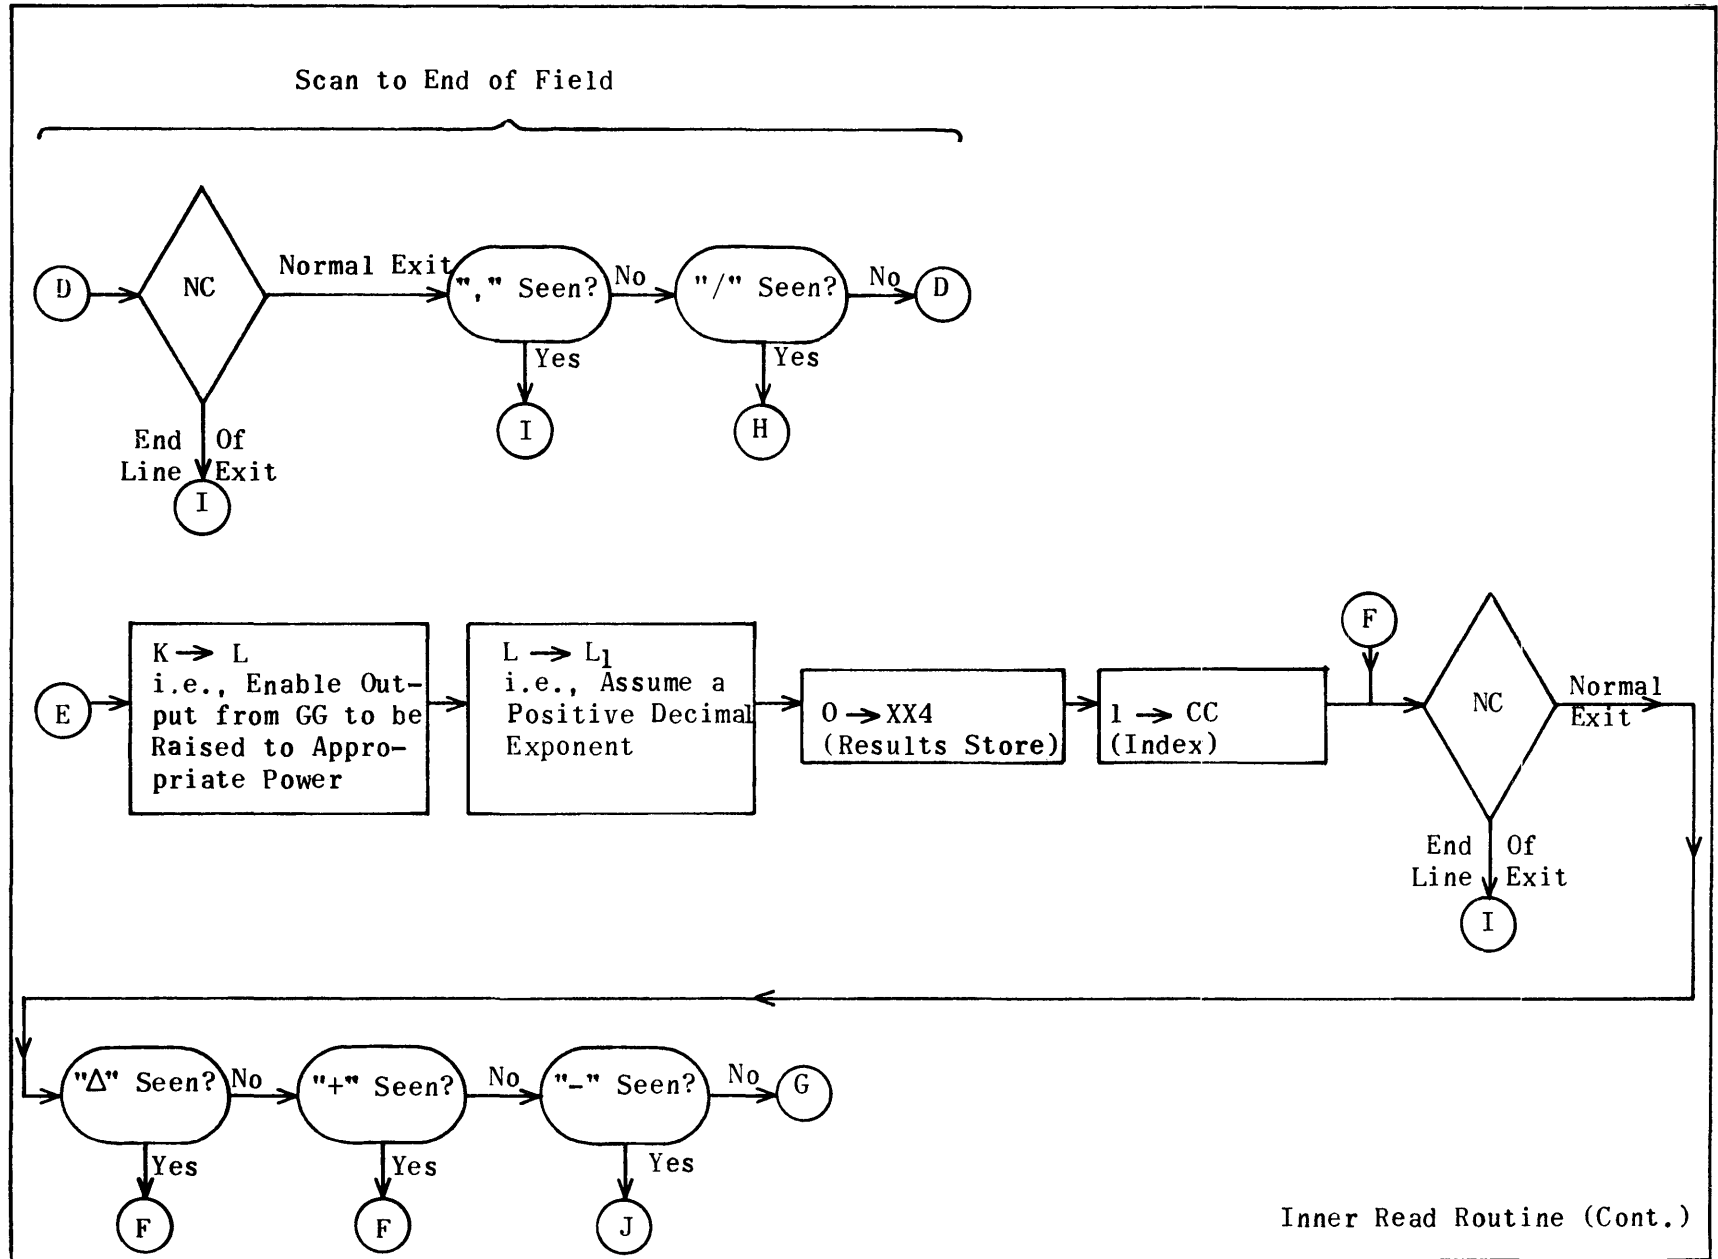 Scan to End of Field
D
NC
Normal Exit
"," Seen?
No
"/" Seen?
No
D
Yes
I
Yes
H
End Of
Line Exit
I
E
K → L
i.e., Enable Out-
put from GG to be
Raised to Appro-
priate Power
L → L1
i.e., Assume a
Positive Decimal
Exponent
0 → XX4
(Results Store)
1 → CC
(Index)
F
NC
Normal
Exit
End Of
Line Exit
I
"Δ" Seen?
No
"+" Seen?
No
"-" Seen?
No
G
Yes
F
Yes
F
Yes
J
Inner Read Routine (Cont.)